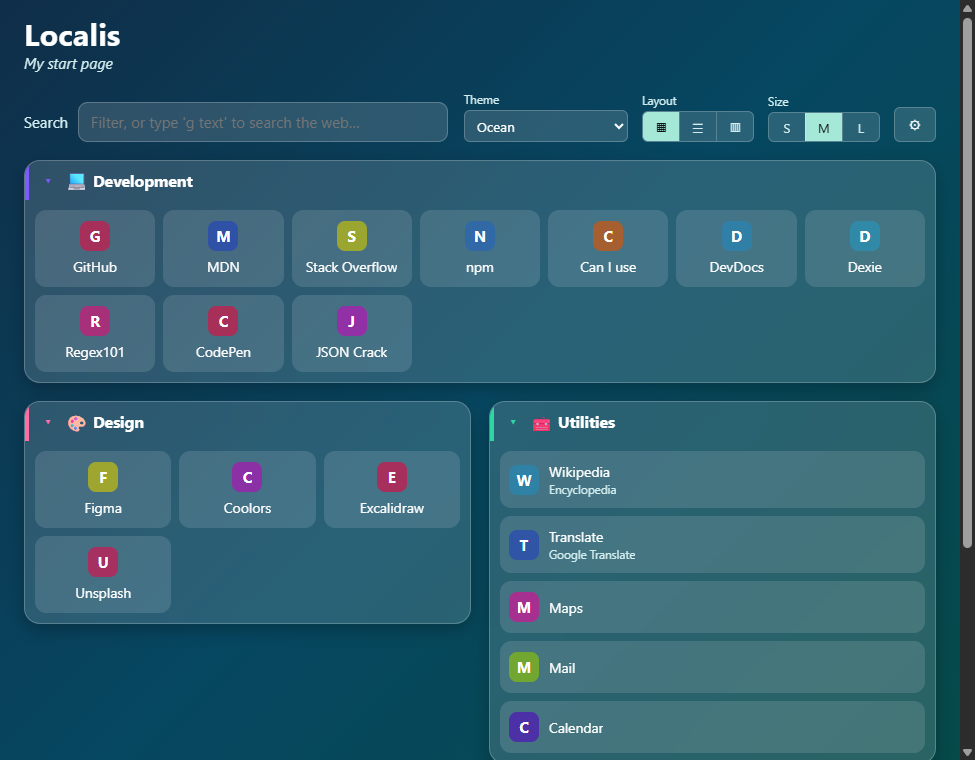 Localis
My start page
Search
Filter, or type 'g text' to search the web...
Theme
Ocean
Layout
Size
S M L
Development
G
GitHub
M
MDN
S
Stack Overflow
N
npm
C
Can I use
D
DevDocs
D
Dexie
R
Regex101
C
CodePen
J
JSON Crack
Design
F
Figma
C
Coolors
E
Excalidraw
U
Unsplash
Utilities
W
Wikipedia
Encyclopedia
T
Translate
Google Translate
M
Maps
M
Mail
C
Calendar